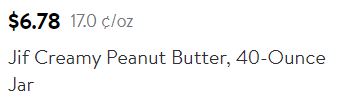 $6.78 17.0 ¢/oz
Jif Creamy Peanut Butter, 40-Ounce
Jar